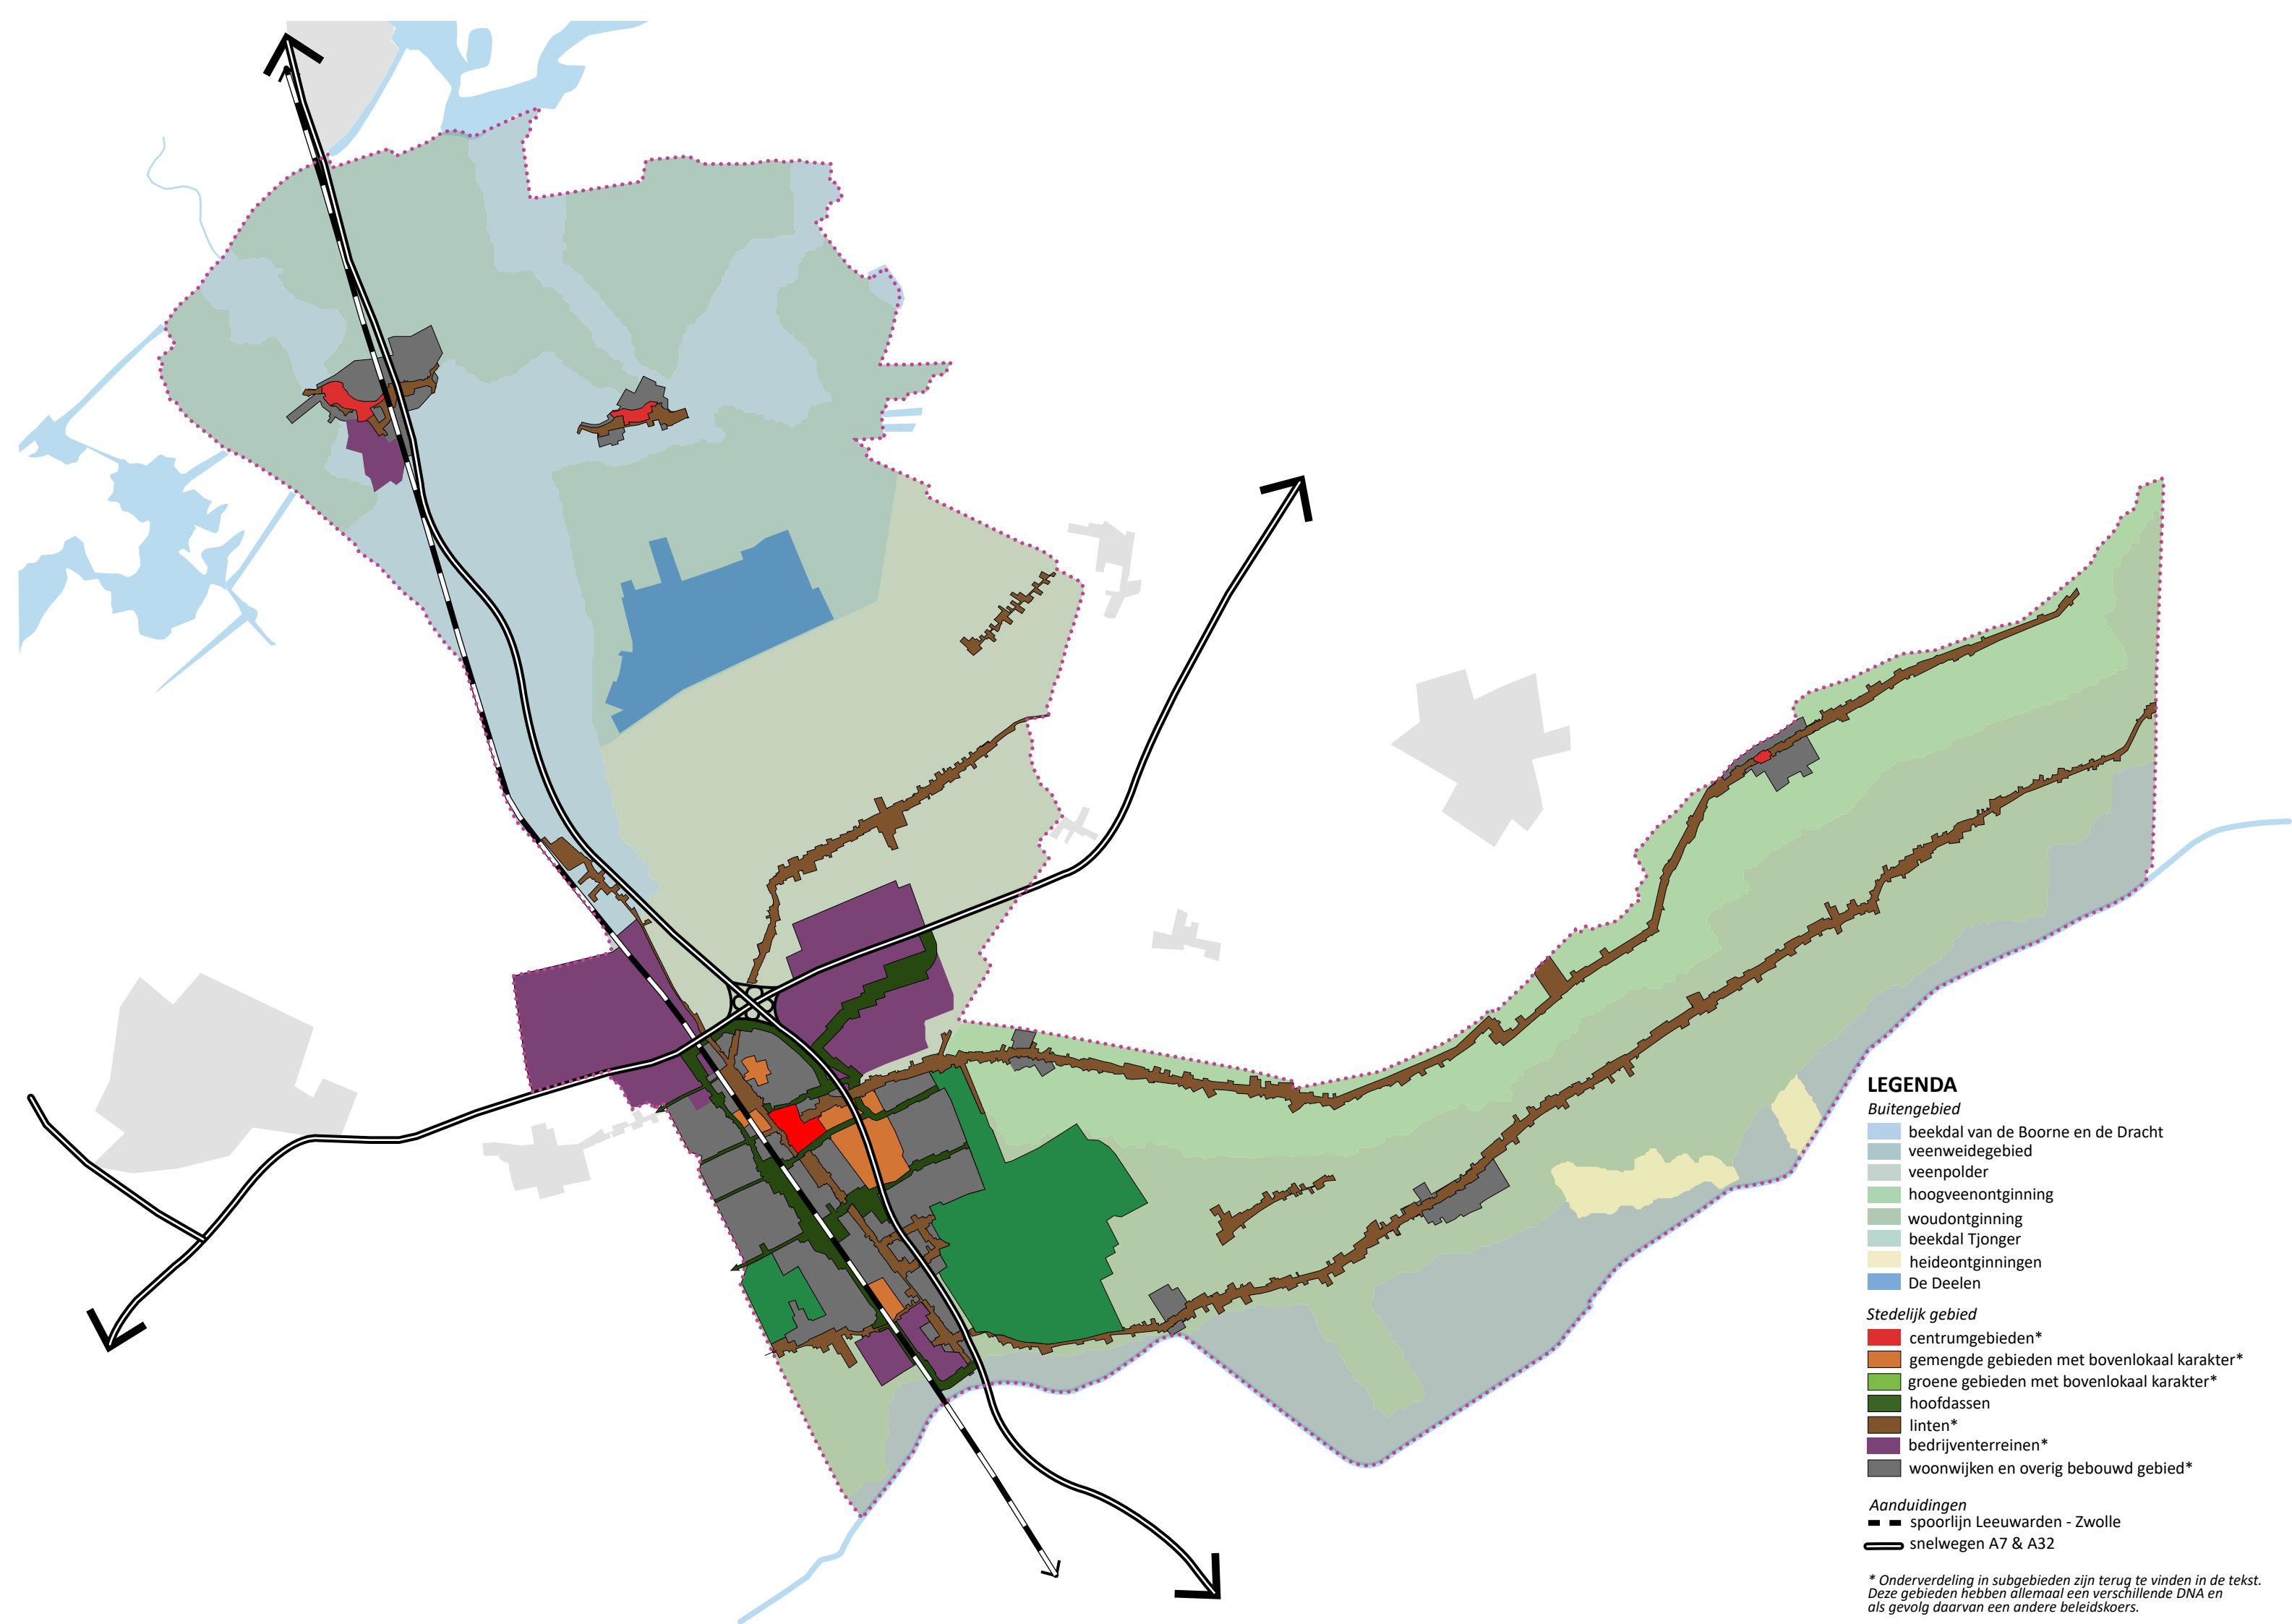 LEGENDA
Buitengebied
beekdal van de Boorne en de Dracht
veenweidegebied
veenpolder
hoogveenontginning
woudontginning
beekdal Tjonger
heideontginningen
De Deelen
Stedelijk gebied
centrumgebieden*
gemengde gebieden met bovenlokaal karakter*
groene gebieden met bovenlokaal karakter*
hoofdassen
linten*
bedrijventerreinen*
woonwijken en overig bebouwd gebied*
Aanduidingen
spoorlijn Leeuwarden - Zwolle
snelwegen A7 & A32
* Onderverdeling in subgebieden zijn terug te vinden in de tekst.
Deze gebieden hebben allemaal een verschillende DNA en
als gevolg daarvan een andere beleidskoers.